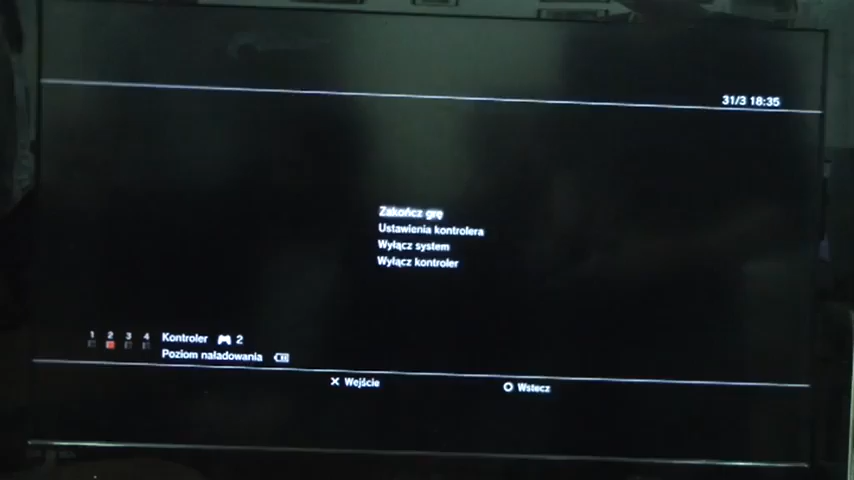 31/3 18:35
Zakończ grę
Ustawienia kontrolera
Wyłącz system
Wyłącz kontroler
1 2 3 4
Kontroler 2
Poziom naładowania
X Wejście
O Wstecz